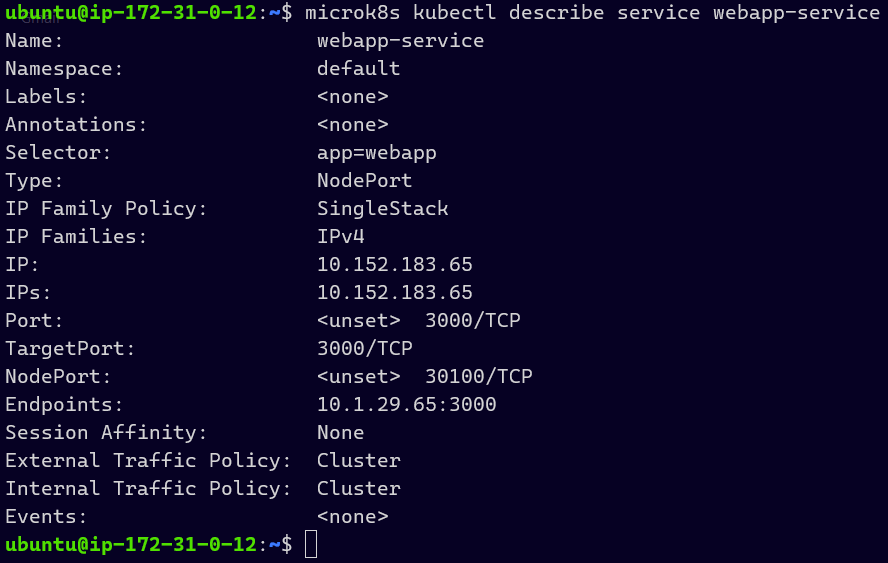 ubuntu@ip-172-31-0-12:~$ microk8s kubectl describe service webapp-service
Name:                     webapp-service
Namespace:                default
Labels:                   <none>
Annotations:              <none>
Selector:                 app=webapp
Type:                     NodePort
IP Family Policy:         SingleStack
IP Families:              IPv4
IP:                       10.152.183.65
IPs:                      10.152.183.65
Port:                     <unset>  3000/TCP
TargetPort:               3000/TCP
NodePort:                 <unset>  30100/TCP
Endpoints:                10.1.29.65:3000
Session Affinity:         None
External Traffic Policy:  Cluster
Internal Traffic Policy:  Cluster
Events:                   <none>
ubuntu@ip-172-31-0-12:~$